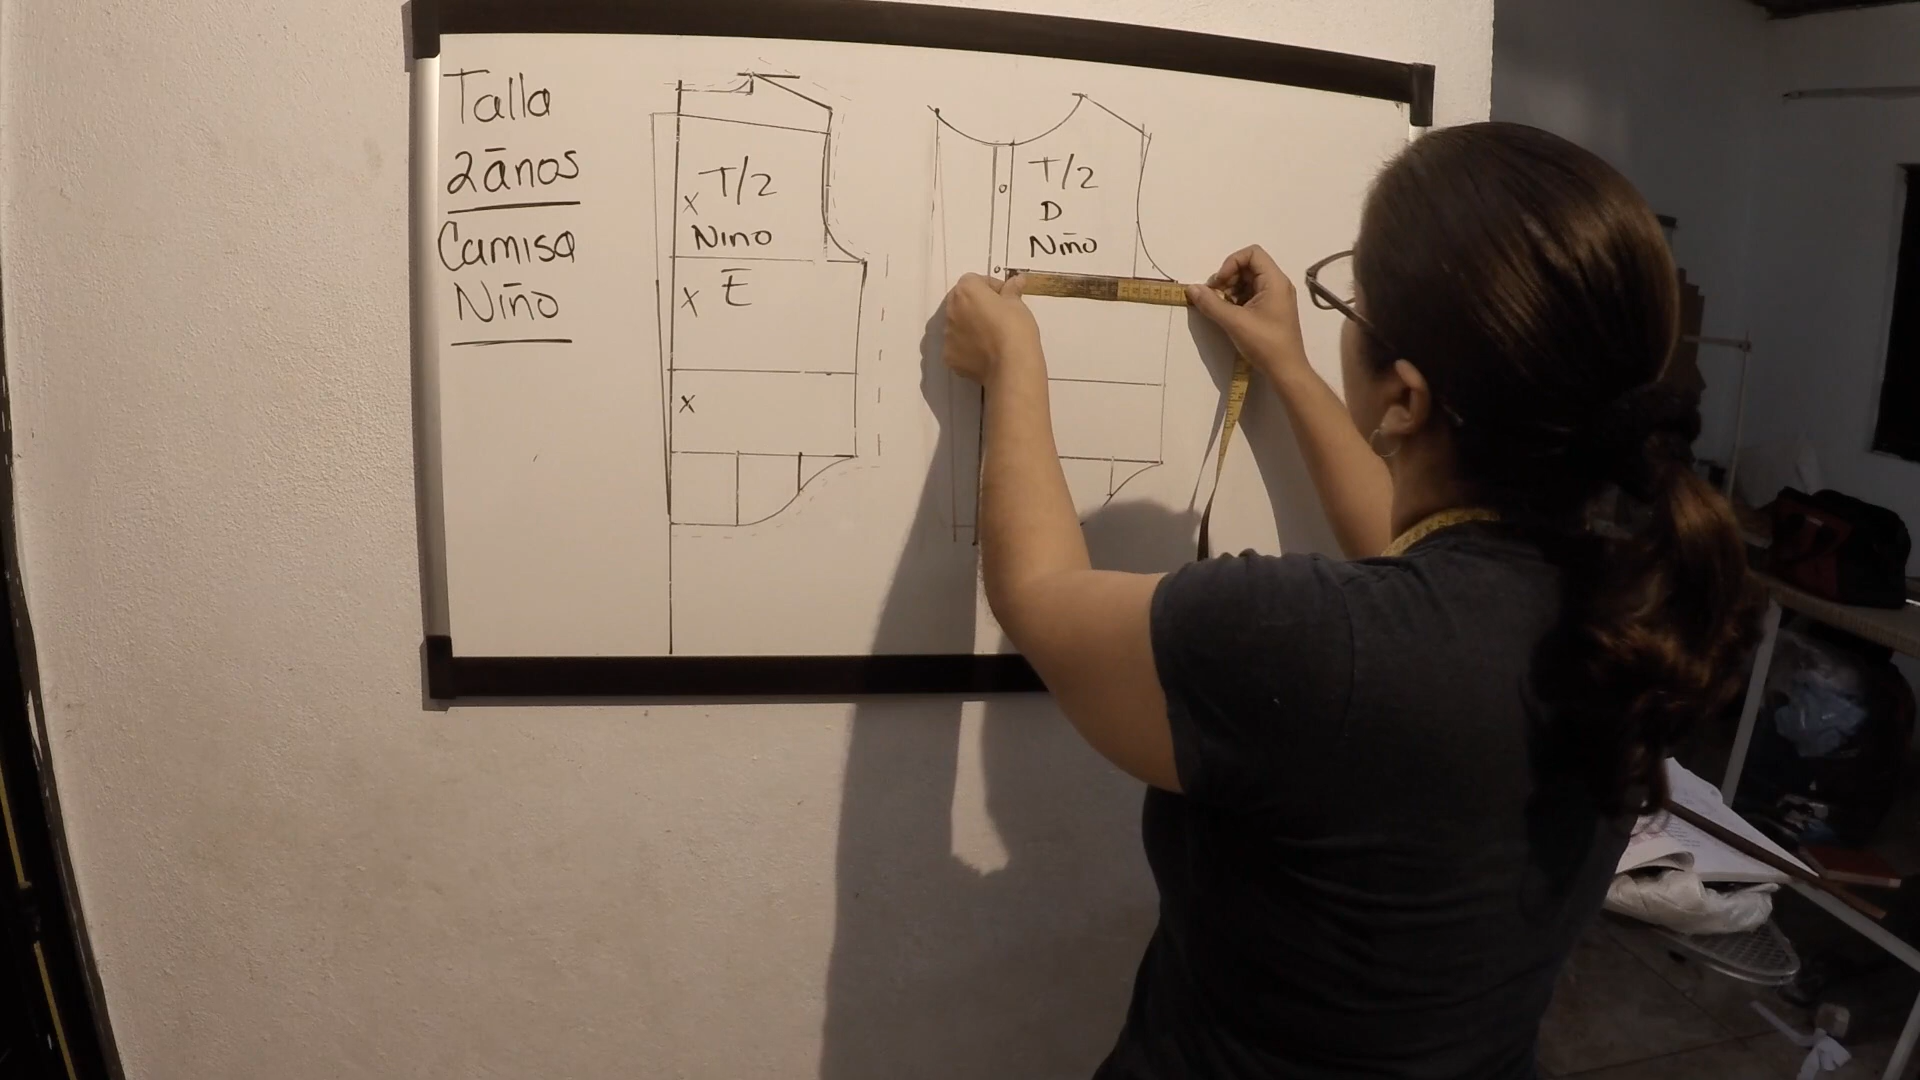 Talla
2 años
Camisa
Niño
x T/2
Nino
x E
x
T/2
D
Niño